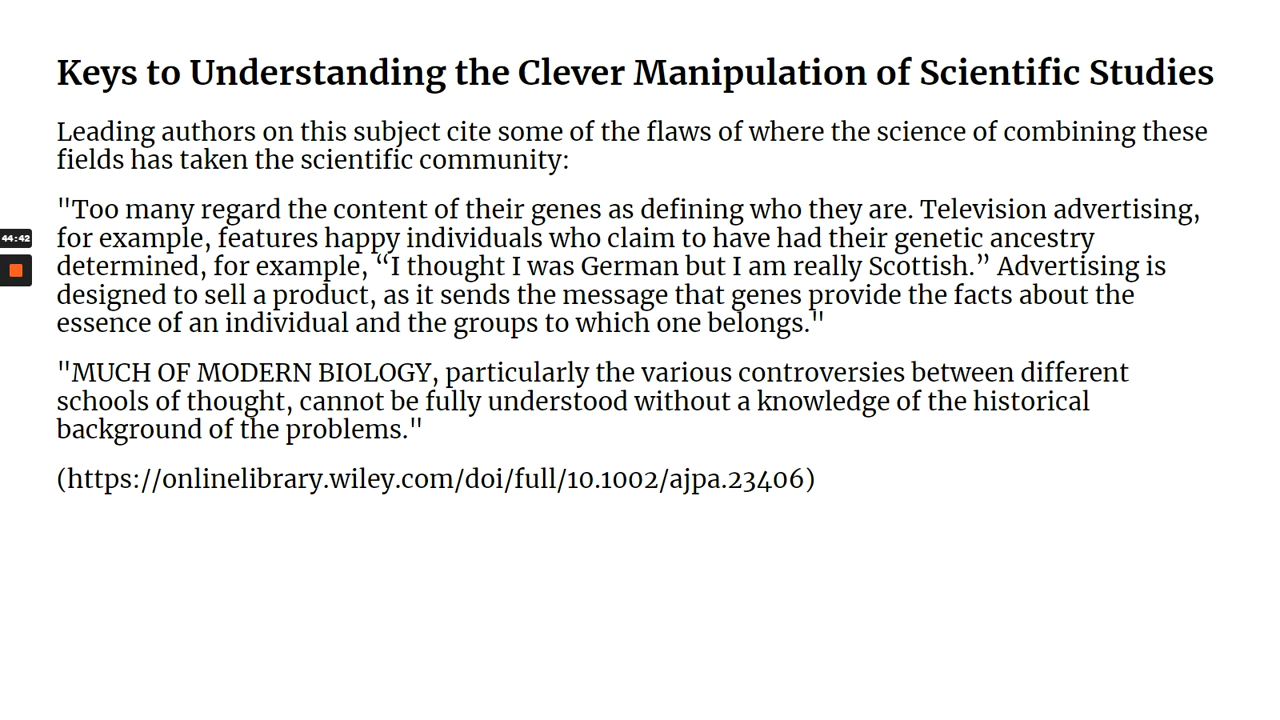 Keys to Understanding the Clever Manipulation of Scientific Studies
Leading authors on this subject cite some of the flaws of where the science of combining these
fields has taken the scientific community:
"Too many regard the content of their genes as defining who they are. Television advertising,
for example, features happy individuals who claim to have had their genetic ancestry
determined, for example, “I thought I was German but I am really Scottish.” Advertising is
designed to sell a product, as it sends the message that genes provide the facts about the
essence of an individual and the groups to which one belongs."
"MUCH OF MODERN BIOLOGY, particularly the various controversies between different
schools of thought, cannot be fully understood without a knowledge of the historical
background of the problems."
(https://onlinelibrary.wiley.com/doi/full/10.1002/ajpa.23406)
44:42